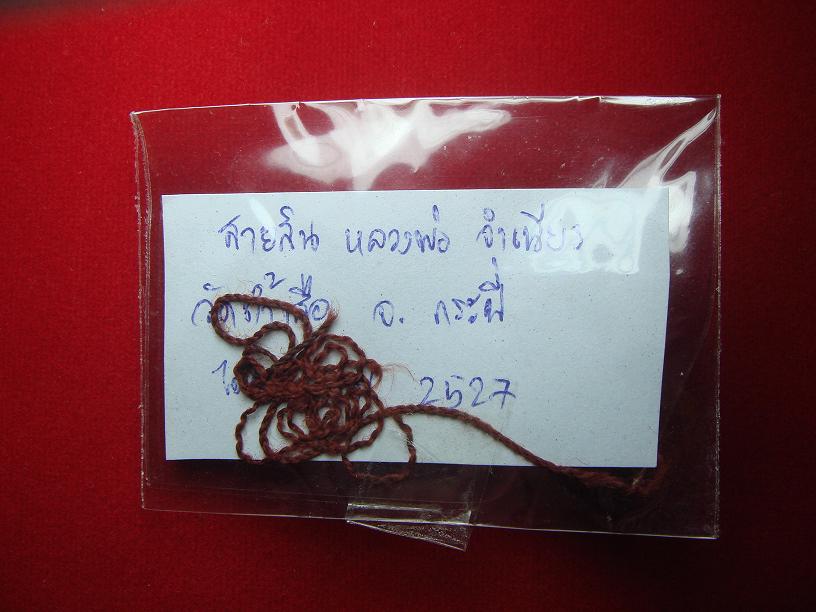 สายสิน หลวงพ่อ จำเนียร
วัดถ้ำเสือ จ. กระบี่
2527